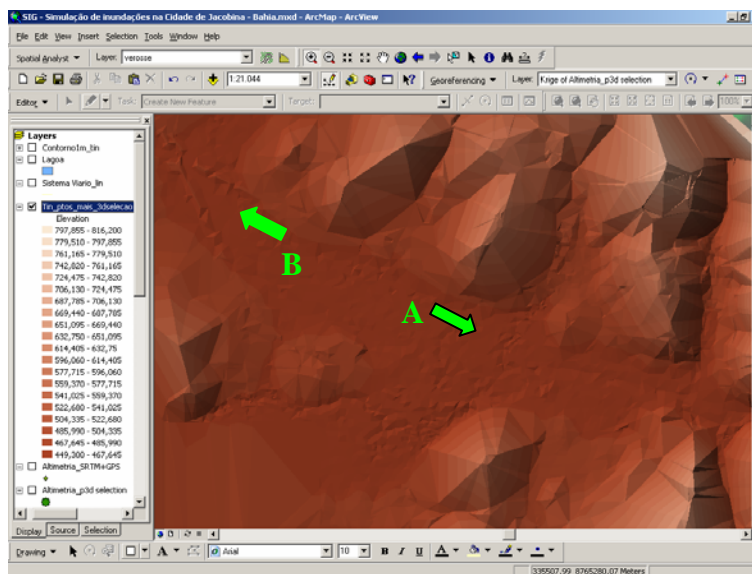 SIG - Simulação de inundações na Cidade de Jacobina - Bahia.mxd - ArcMap - ArcView
File Edit View Insert Selection Tools Window Help
Spatial Analyst Layer: verosse
1:21.044 Georeferencing Layer: Krige of Altimetria_p3d selection
Editor Task: Create New Feature Target: 100%
Layers
Contorno1m_tin
Lagoa
Sistema Viario_lin
Tin_ptos_mais_3dselecao
Elevation
797,855 - 816,200
779,510 - 797,855
761,165 - 779,510
742,820 - 761,165
724,475 - 742,820
706,130 - 724,475
687,785 - 706,130
669,440 - 687,785
651,095 - 669,440
632,750 - 651,095
614,405 - 632,75
596,060 - 614,405
577,715 - 596,060
559,370 - 577,715
541,025 - 559,370
522,680 - 541,025
504,335 - 522,680
485,990 - 504,335
467,645 - 485,990
449,300 - 467,645
Altimetria_SRTM+GPS
Altimetria_p3d selection
B
A
Display Source Selection
Drawing A Arial 10 B I U A
335507,99 8765280,07 Meters